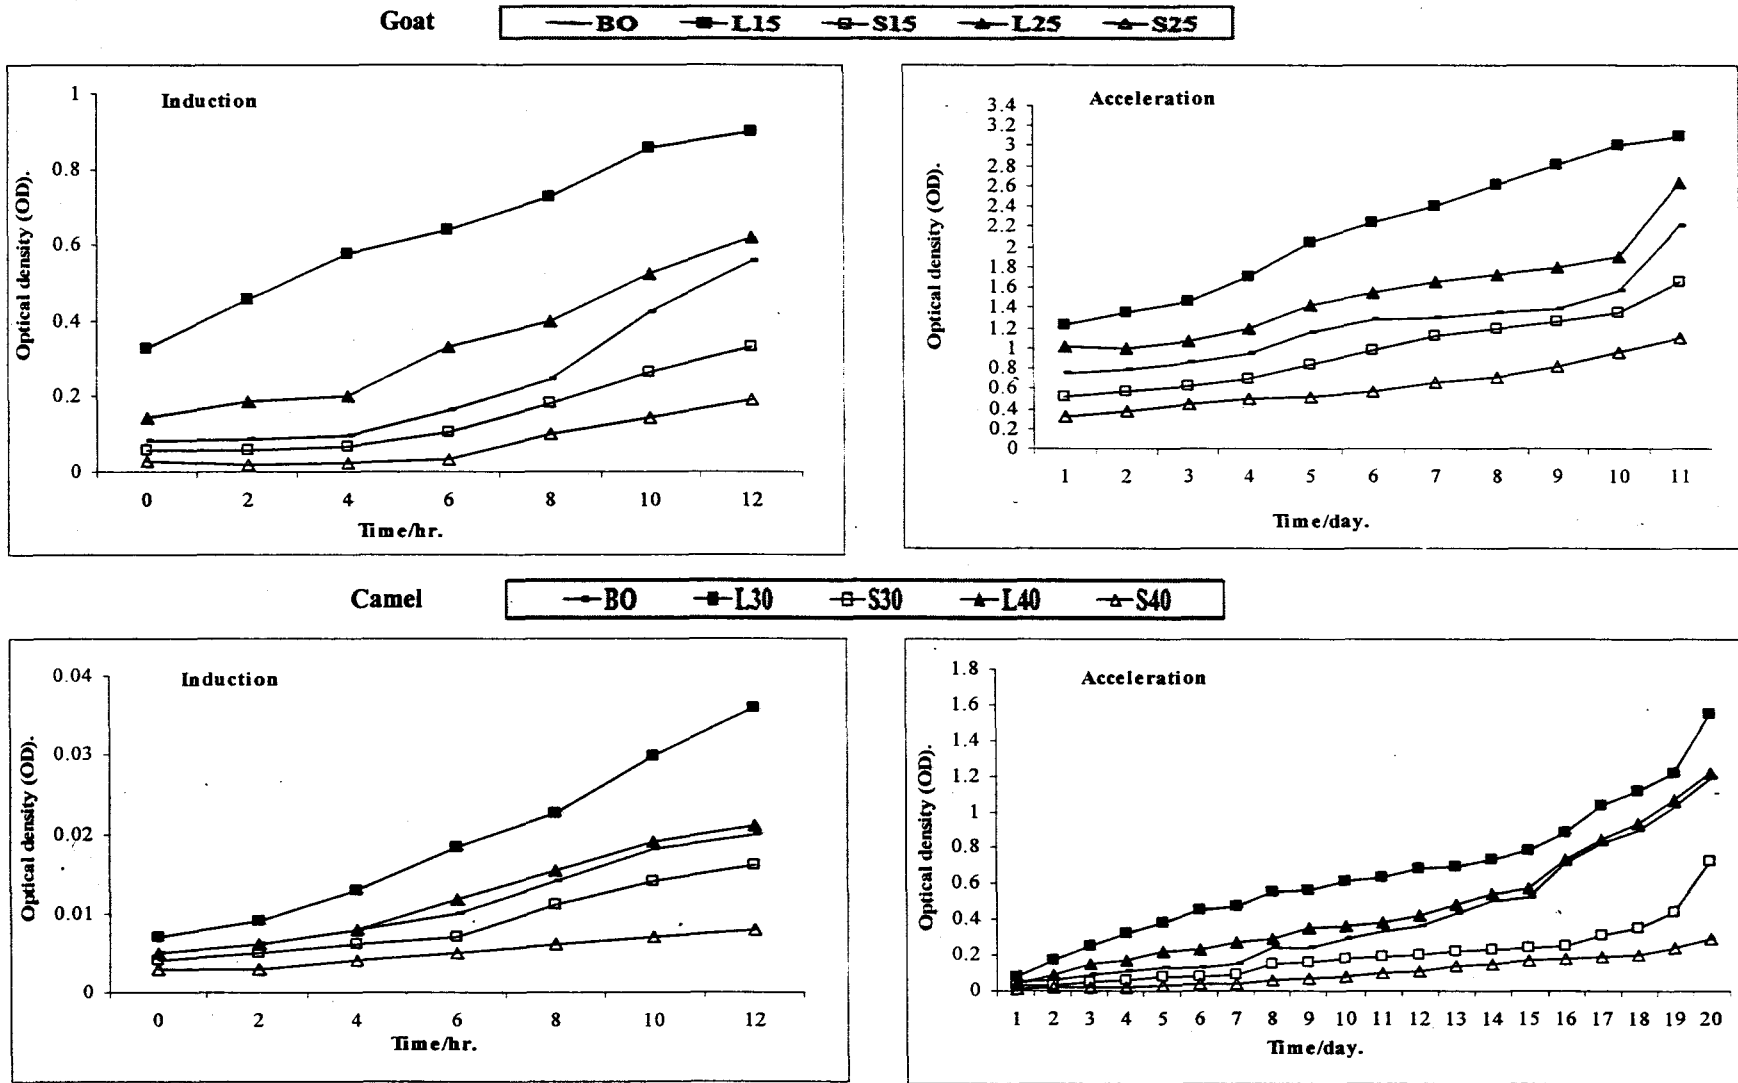 Goat
BO L15 S15 L25 S25
Induction
Optical density (OD).
1
0.8
0.6
0.4
0.2
0
0 2 4 6 8 10 12
Time/hr.
Acceleration
Optical density (OD).
3.4
3.2
3
2.8
2.6
2.4
2.2
2
1.8
1.6
1.4
1.2
1
0.8
0.6
0.4
0.2
0
1 2 3 4 5 6 7 8 9 10 11
Time/day.
Camel
BO L30 S30 L40 S40
Induction
Optical density (OD).
0.04
0.03
0.02
0.01
0
0 2 4 6 8 10 12
Time/hr.
Acceleration
Optical density (OD).
1.8
1.6
1.4
1.2
1
0.8
0.6
0.4
0.2
0
1 2 3 4 5 6 7 8 9 10 11 12 13 14 15 16 17 18 19 20
Time/day.